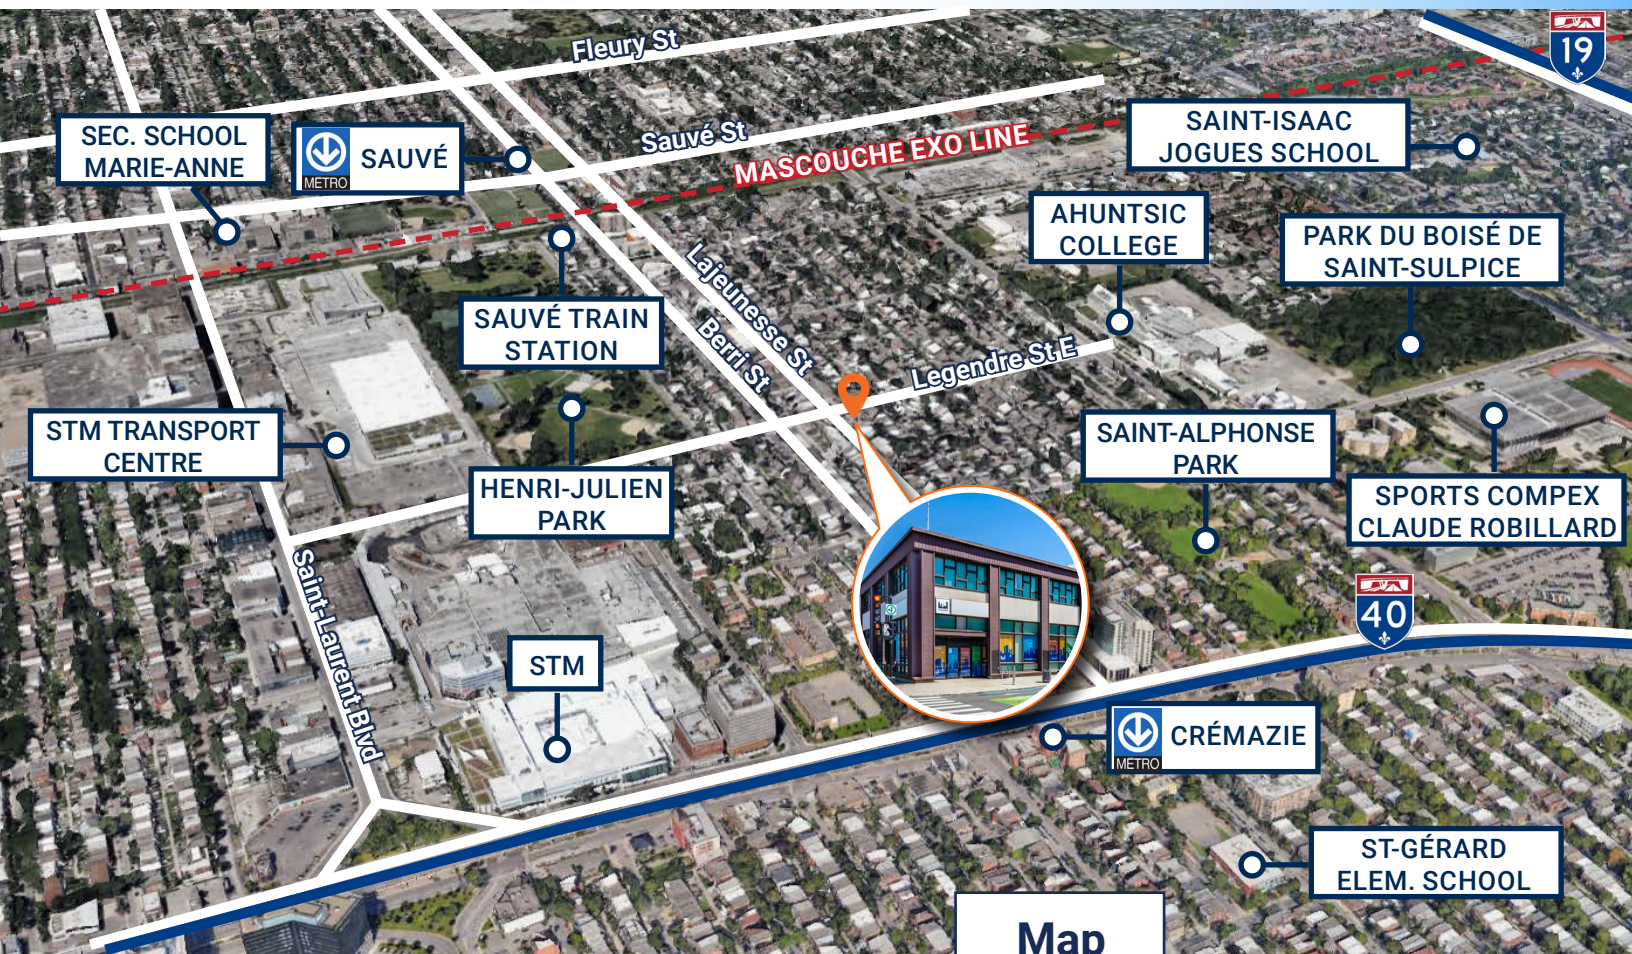 Fleury St
19
SEC. SCHOOL
MARIE-ANNE
METRO
SAUVÉ
Sauvé St
MASCOUCHE EXO LINE
SAINT-ISAAC
JOGUES SCHOOL
AHUNTSIC
COLLEGE
PARK DU BOISÉ DE
SAINT-SULPICE
SAUVÉ TRAIN
STATION
Lajeunesse St
Berri St
Legendre St E
STM TRANSPORT
CENTRE
HENRI-JULIEN
PARK
SAINT-ALPHONSE
PARK
SPORTS COMPEX
CLAUDE ROBILLARD
Saint-Laurent Blvd
40
STM
METRO
CRÉMAZIE
ST-GÉRARD
ELEM. SCHOOL
Map